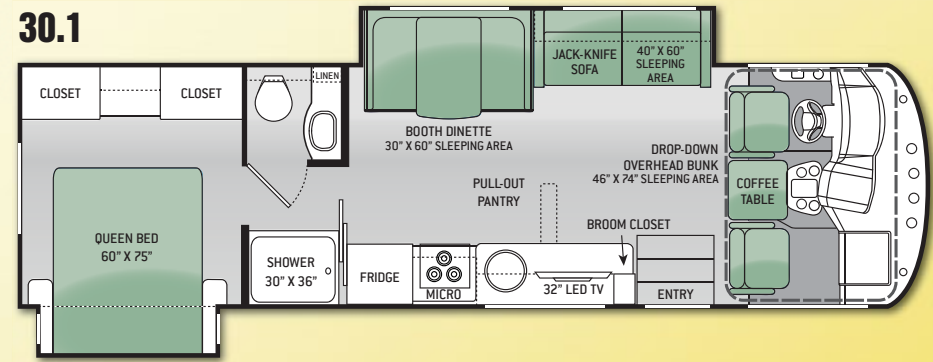 30.1
CLOSET
CLOSET
LINEN
JACK-KNIFE
SOFA
40" X 60"
SLEEPING
AREA
BOOTH DINETTE
30" X 60" SLEEPING AREA
DROP-DOWN
OVERHEAD BUNK
46" X 74" SLEEPING AREA
COFFEE
TABLE
PULL-OUT
PANTRY
BROOM CLOSET
QUEEN BED
60" X 75"
SHOWER
30" X 36"
FRIDGE
MICRO
32" LED TV
ENTRY